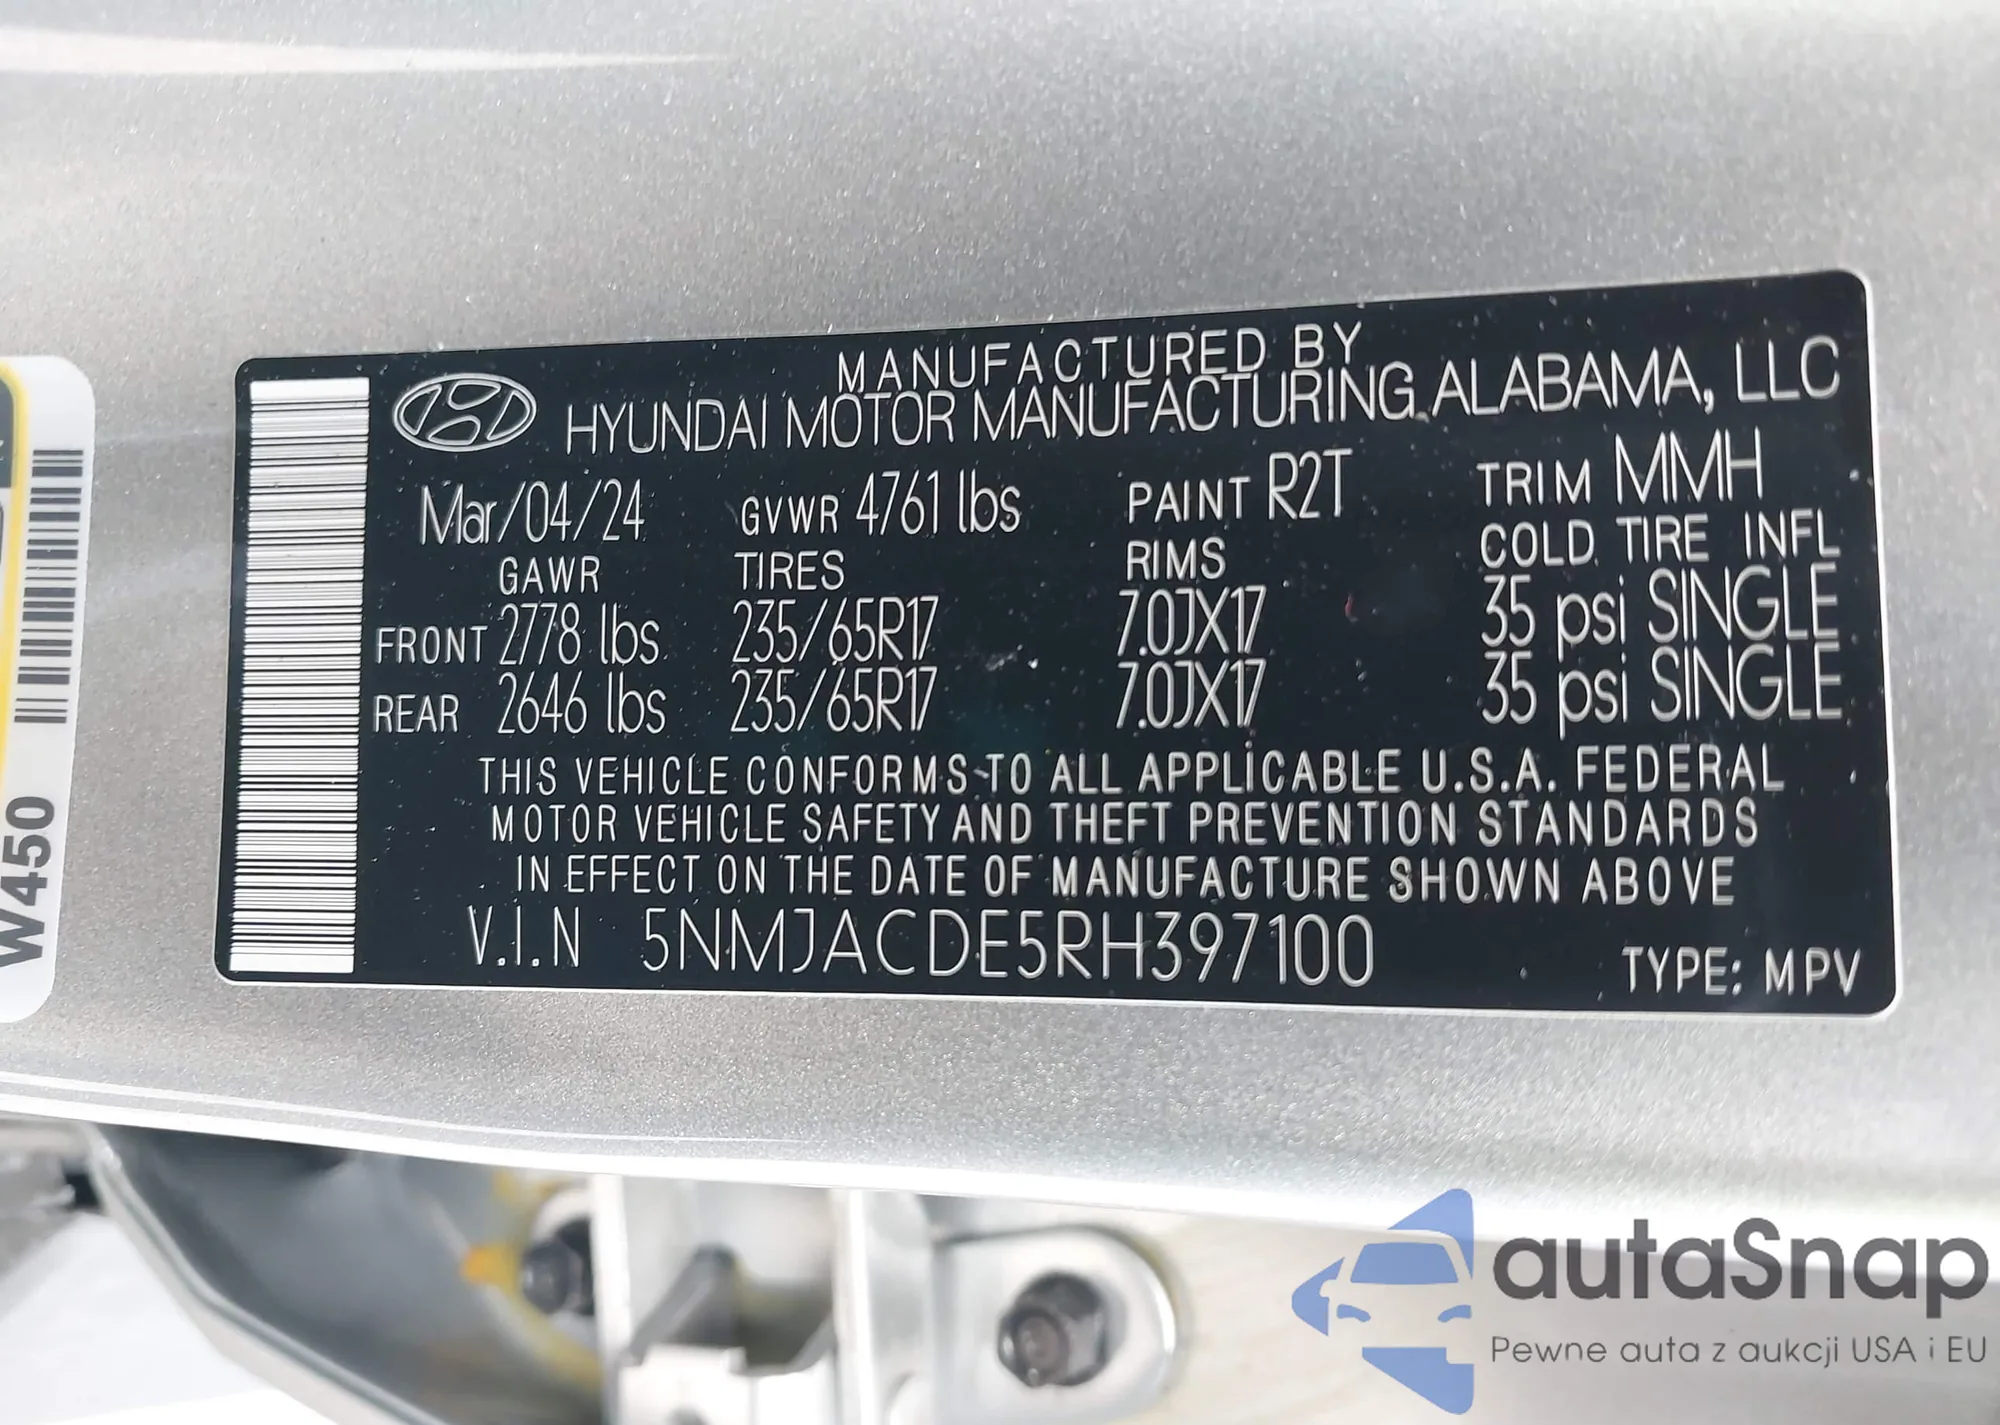 MANUFACTURED BY
HYUNDAI MOTOR MANUFACTURING ALABAMA, LLC
Mar/04/24 GVWR 4761 lbs PAINT R2T TRIM MMH
GAWR TIRES RIMS COLD TIRE INFL
FRONT 2778 lbs 235/65R17 7.0JX17 35 psi SINGLE
REAR 2646 lbs 235/65R17 7.0JX17 35 psi SINGLE
THIS VEHICLE CONFORMS TO ALL APPLICABLE U.S.A. FEDERAL
MOTOR VEHICLE SAFETY AND THEFT PREVENTION STANDARDS
IN EFFECT ON THE DATE OF MANUFACTURE SHOWN ABOVE
V.I.N 5NMJACDE5RH397100 TYPE: MPV
W450
autaSnap
Pewne auta z aukcji USA i EU